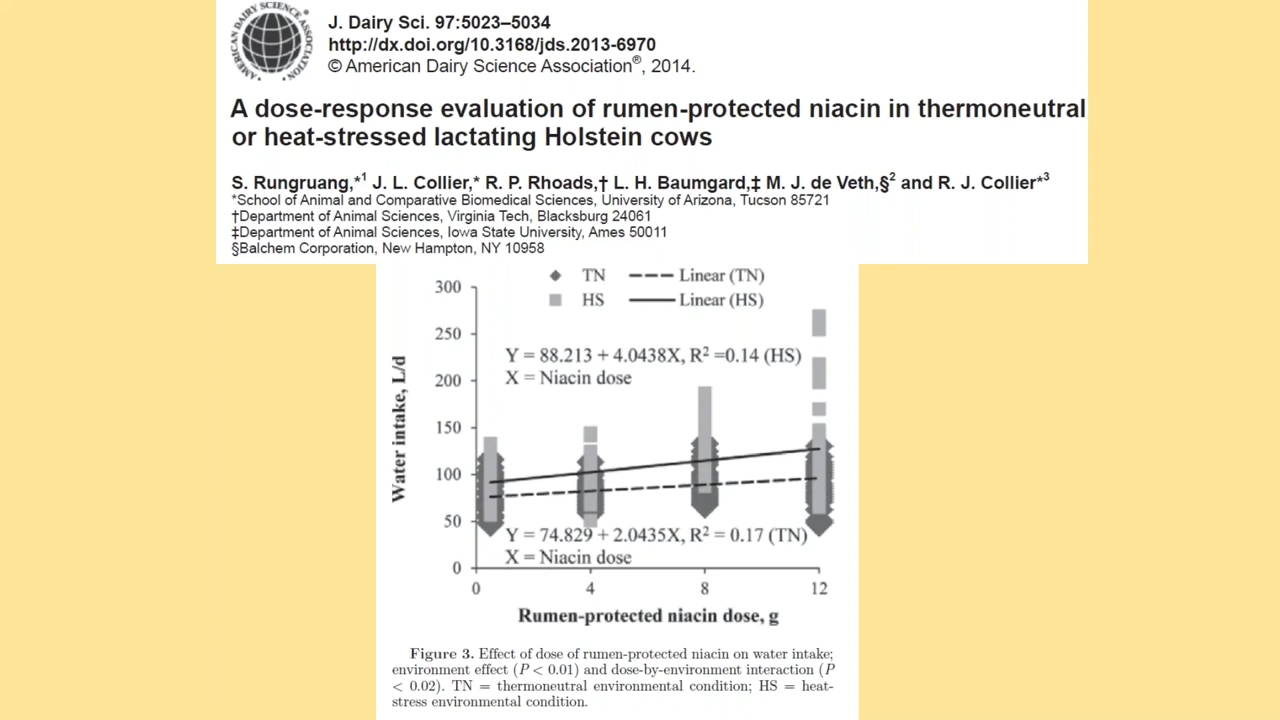 AMERICAN DAIRY SCIENCE ASSOCIATION
J. Dairy Sci. 97:5023–5034
http://dx.doi.org/10.3168/jds.2013-6970
© American Dairy Science Association®, 2014.
A dose-response evaluation of rumen-protected niacin in thermoneutral
or heat-stressed lactating Holstein cows
S. Rungruang,*1 J. L. Collier,* R. P. Rhoads,† L. H. Baumgard,‡ M. J. de Veth,§2 and R. J. Collier*3
*School of Animal and Comparative Biomedical Sciences, University of Arizona, Tucson 85721
†Department of Animal Sciences, Virginia Tech, Blacksburg 24061
‡Department of Animal Sciences, Iowa State University, Ames 50011
§Balchem Corporation, New Hampton, NY 10958
TN Linear (TN)
HS Linear (HS)
300
250
200
150
100
50
0
Water intake, L/d
Y = 88.213 + 4.0438X, R2 =0.14 (HS)
X = Niacin dose
Y = 74.829 + 2.0435X, R2 = 0.17 (TN)
X = Niacin dose
0 4 8 12
Rumen-protected niacin dose, g
Figure 3. Effect of dose of rumen-protected niacin on water intake;
environment effect (P < 0.01) and dose-by-environment interaction (P
< 0.02). TN = thermoneutral environmental condition; HS = heat-
stress environmental condition.